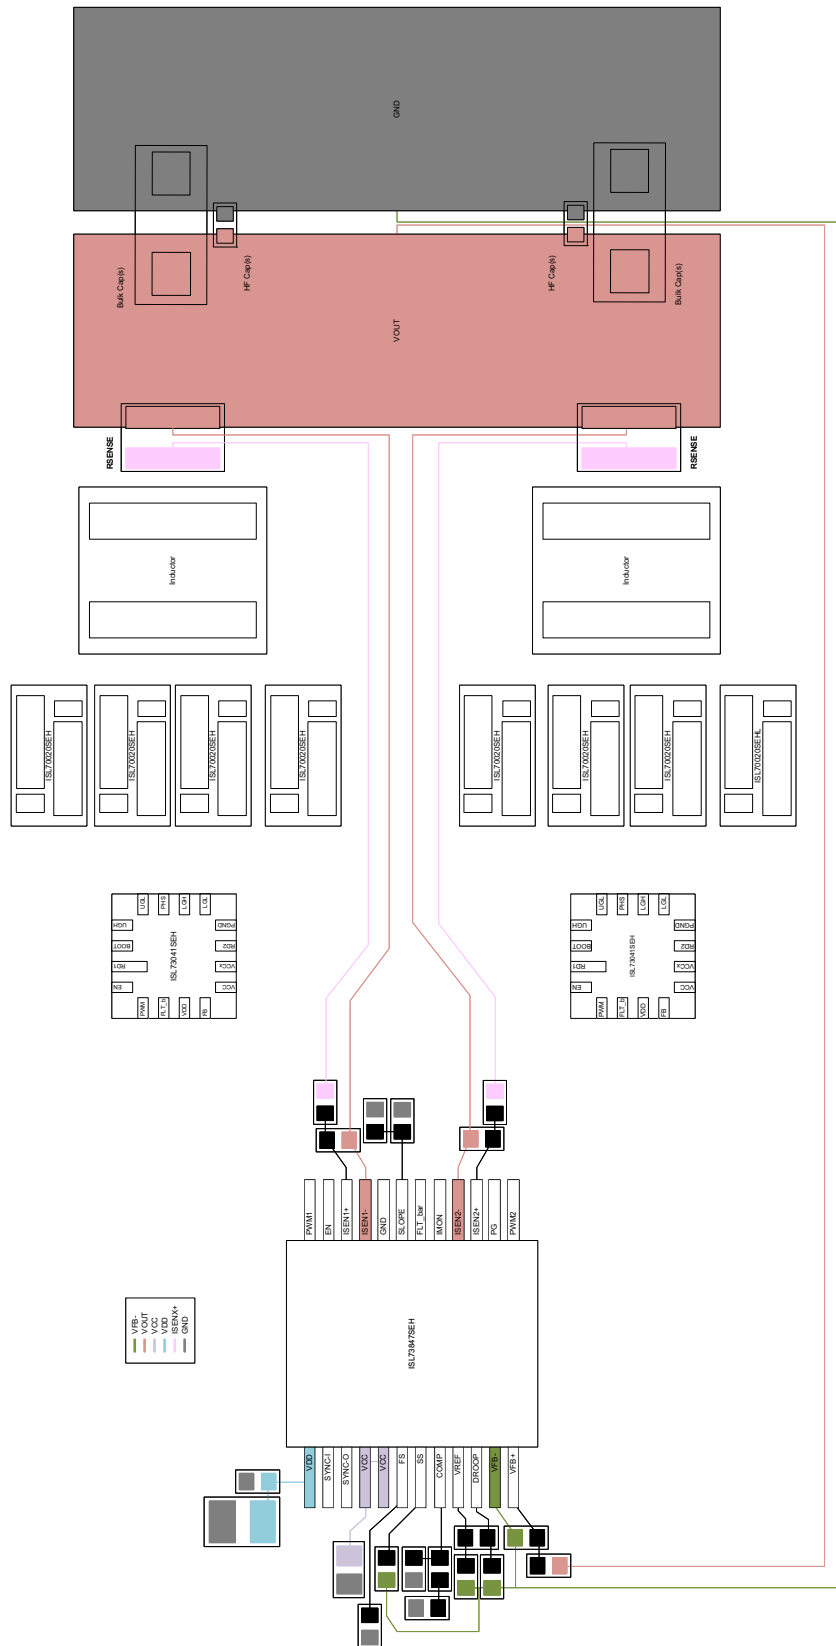 GND
Bulk Cap(s)
HF Cap(s)
HF Cap(s)
Bulk Cap(s)
VOUT
RSENSE
RSENSE
Inductor
Inductor
ISL70020SEH
ISL70020SEH
ISL70020SEH
ISL70020SEH
ISL70020SEH
ISL70020SEH
ISL70020SEH
ISL70020SEHL
UGL
PHS
LGH
LGL
UGH
BOOT
RD1
EN
ISL73041SEH
PGND
RD2
VCCx
VCC
PWM
FLT_b
VDD
FB
UGL
PHS
LGH
LGL
UGH
BOOT
RD1
EN
ISL73041SEH
PGND
RD2
VCCx
VCC
PWM
FLT_b
VDD
FB
PWM1
EN
ISEN1+
ISEN1-
GND
SLOPE
FLT_bar
IMON
ISEN2-
ISEN2+
PG
PWM2
ISL73847SEH
VFB-
VOUT
VCC
VDD
ISENX+
GND
VDD
SYNC-I
SYNC-O
VCC
VCC
FS
SS
COMP
VREF
DROOP
VFB-
VFB+